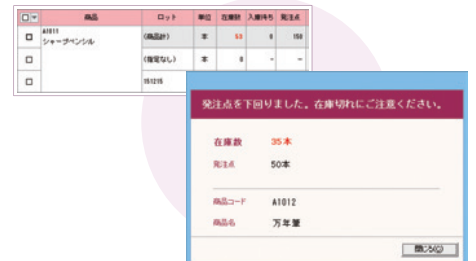 商品 ロット 単位 在庫数 入庫待ち 発注点
A1011
シャープペンシル
(商品計) 本 53 0 150
(指定なし) 本 0 - -
151215
発注点を下回りました。在庫切れにご注意ください。
在庫数 35本
発注点 50本
商品コード A1012
商品名 万年筆
閉じる(C)